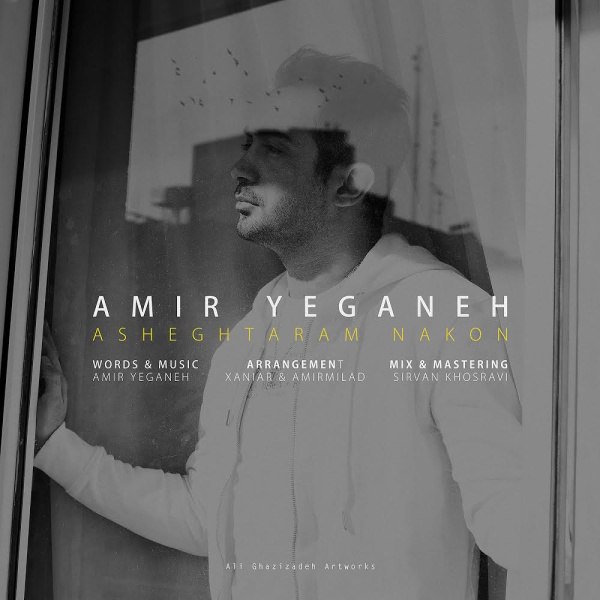 AMIR YEGANEH
ASHEGHTARAM NAKON
WORDS & MUSIC ARRANGEMENT MIX & MASTERING
AMIR YEGANEH XANIAR & AMIRMILAD SIRVAN KHOSRAVI
Ali Ghazizadeh Artworks